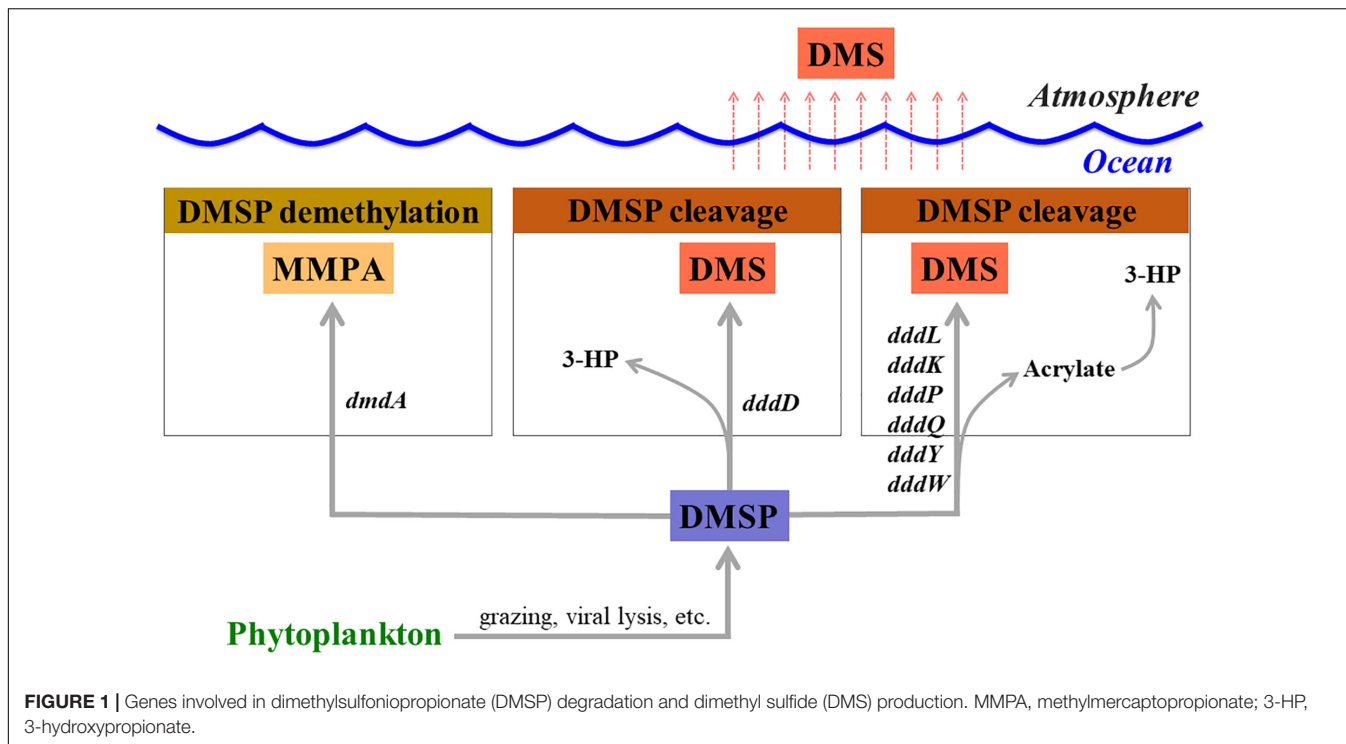 DMS
Atmosphere
Ocean
DMSP demethylation
MMPA
dmdA
DMSP cleavage
DMS
3-HP
dddD
DMSP cleavage
DMS
3-HP
dddL
dddK
dddP
dddQ
dddY
dddW
Acrylate
DMSP
grazing, viral lysis, etc.
Phytoplankton
FIGURE 1 | Genes involved in dimethylsulfoniopropionate (DMSP) degradation and dimethyl sulfide (DMS) production. MMPA, methylmercaptopropionate; 3-HP,
3-hydroxypropionate.